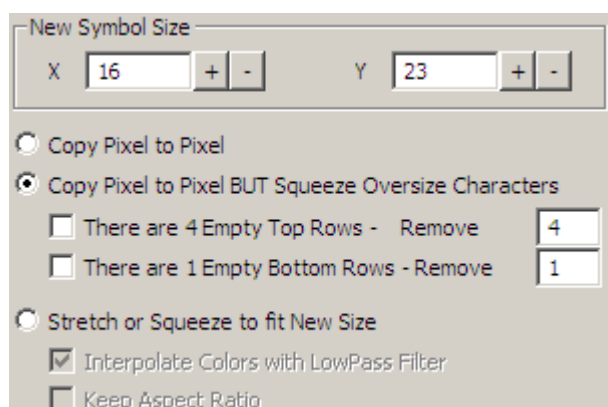 New Symbol Size
X 16 + - Y 23 + -
Copy Pixel to Pixel
Copy Pixel to Pixel BUT Squeeze Oversize Characters
There are 4 Empty Top Rows - Remove 4
There are 1 Empty Bottom Rows - Remove 1
Stretch or Squeeze to fit New Size
Interpolate Colors with LowPass Filter
Keep Aspect Ratio